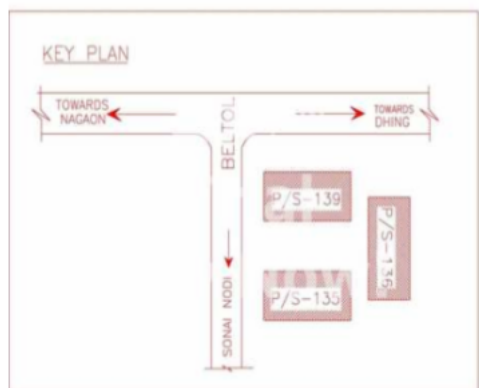 KEY PLAN
TOWARDS
NAGAON
BELTOL
TOWARDS
DHING
P/S-139
P/S-136
P/S-135
SONAI NODI